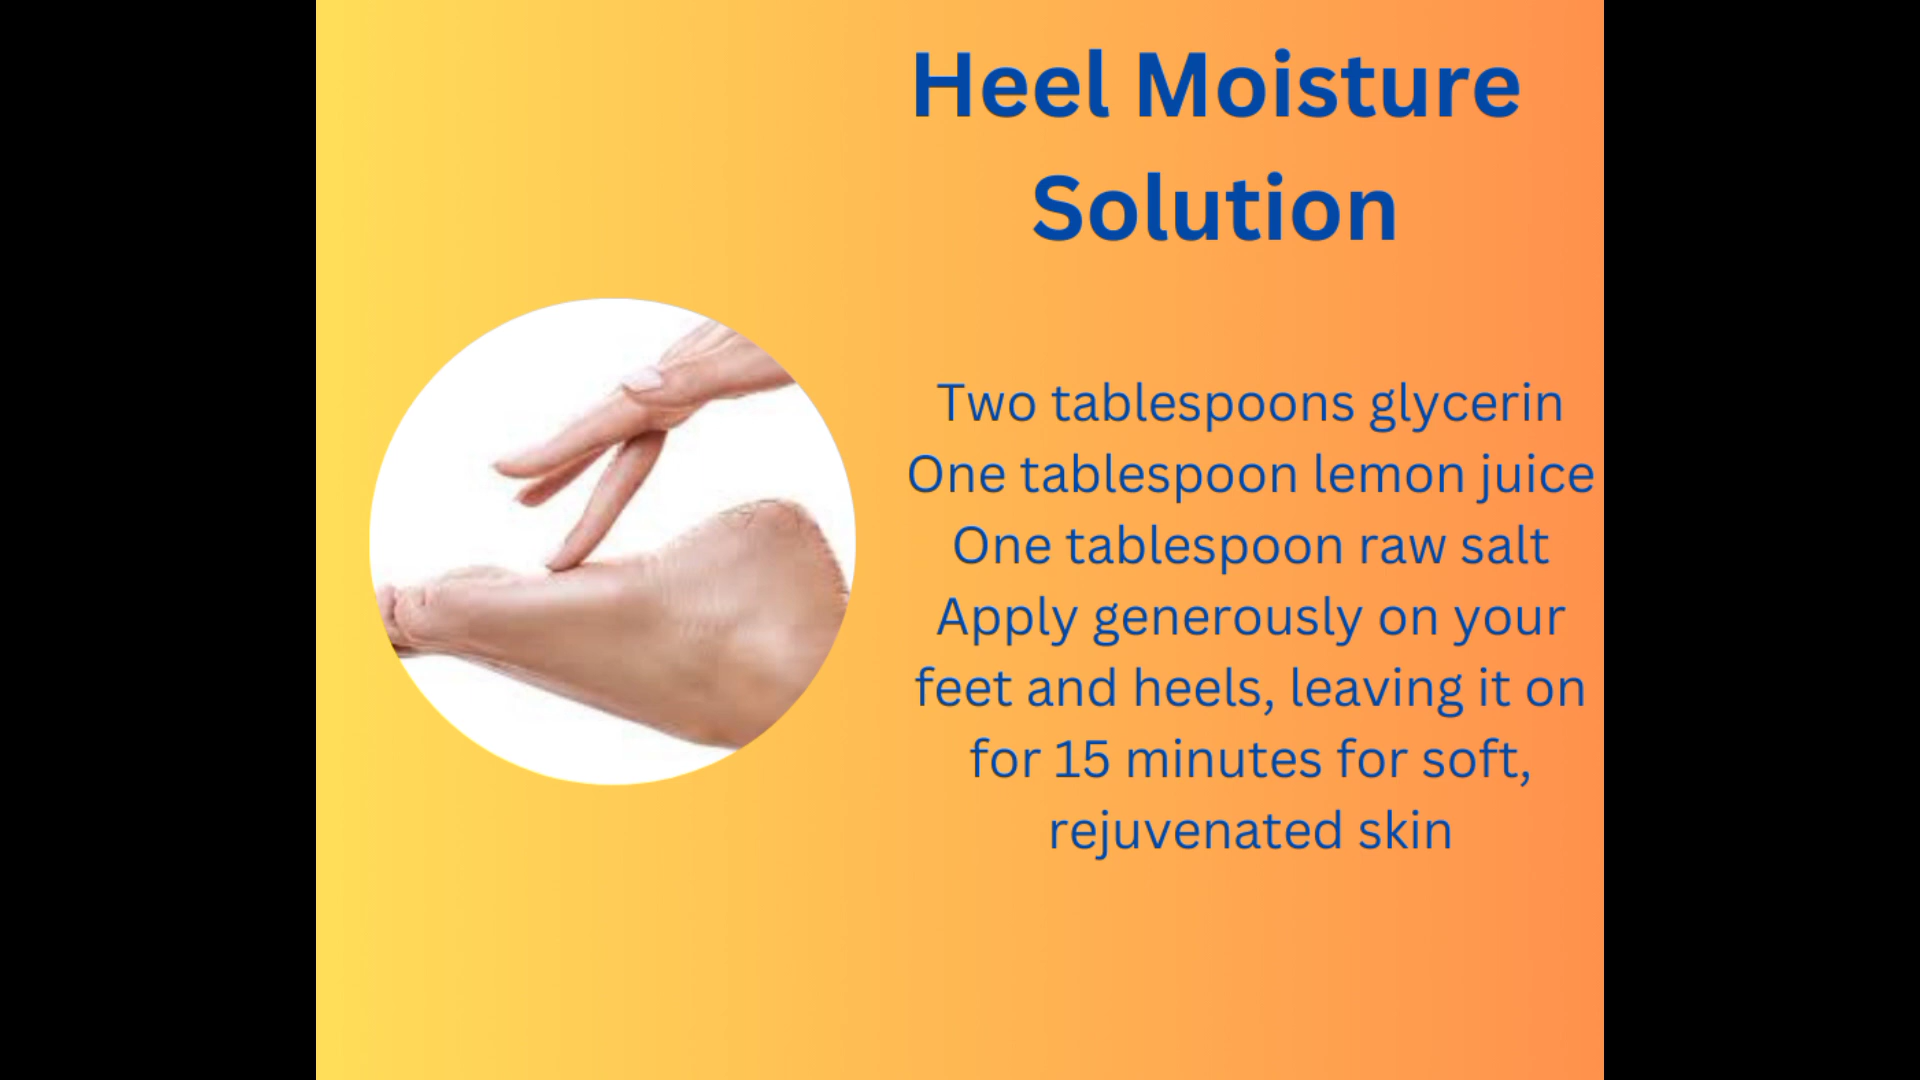 Heel Moisture
Solution
Two tablespoons glycerin
One tablespoon lemon juice
One tablespoon raw salt
Apply generously on your
feet and heels, leaving it on
for 15 minutes for soft,
rejuvenated skin